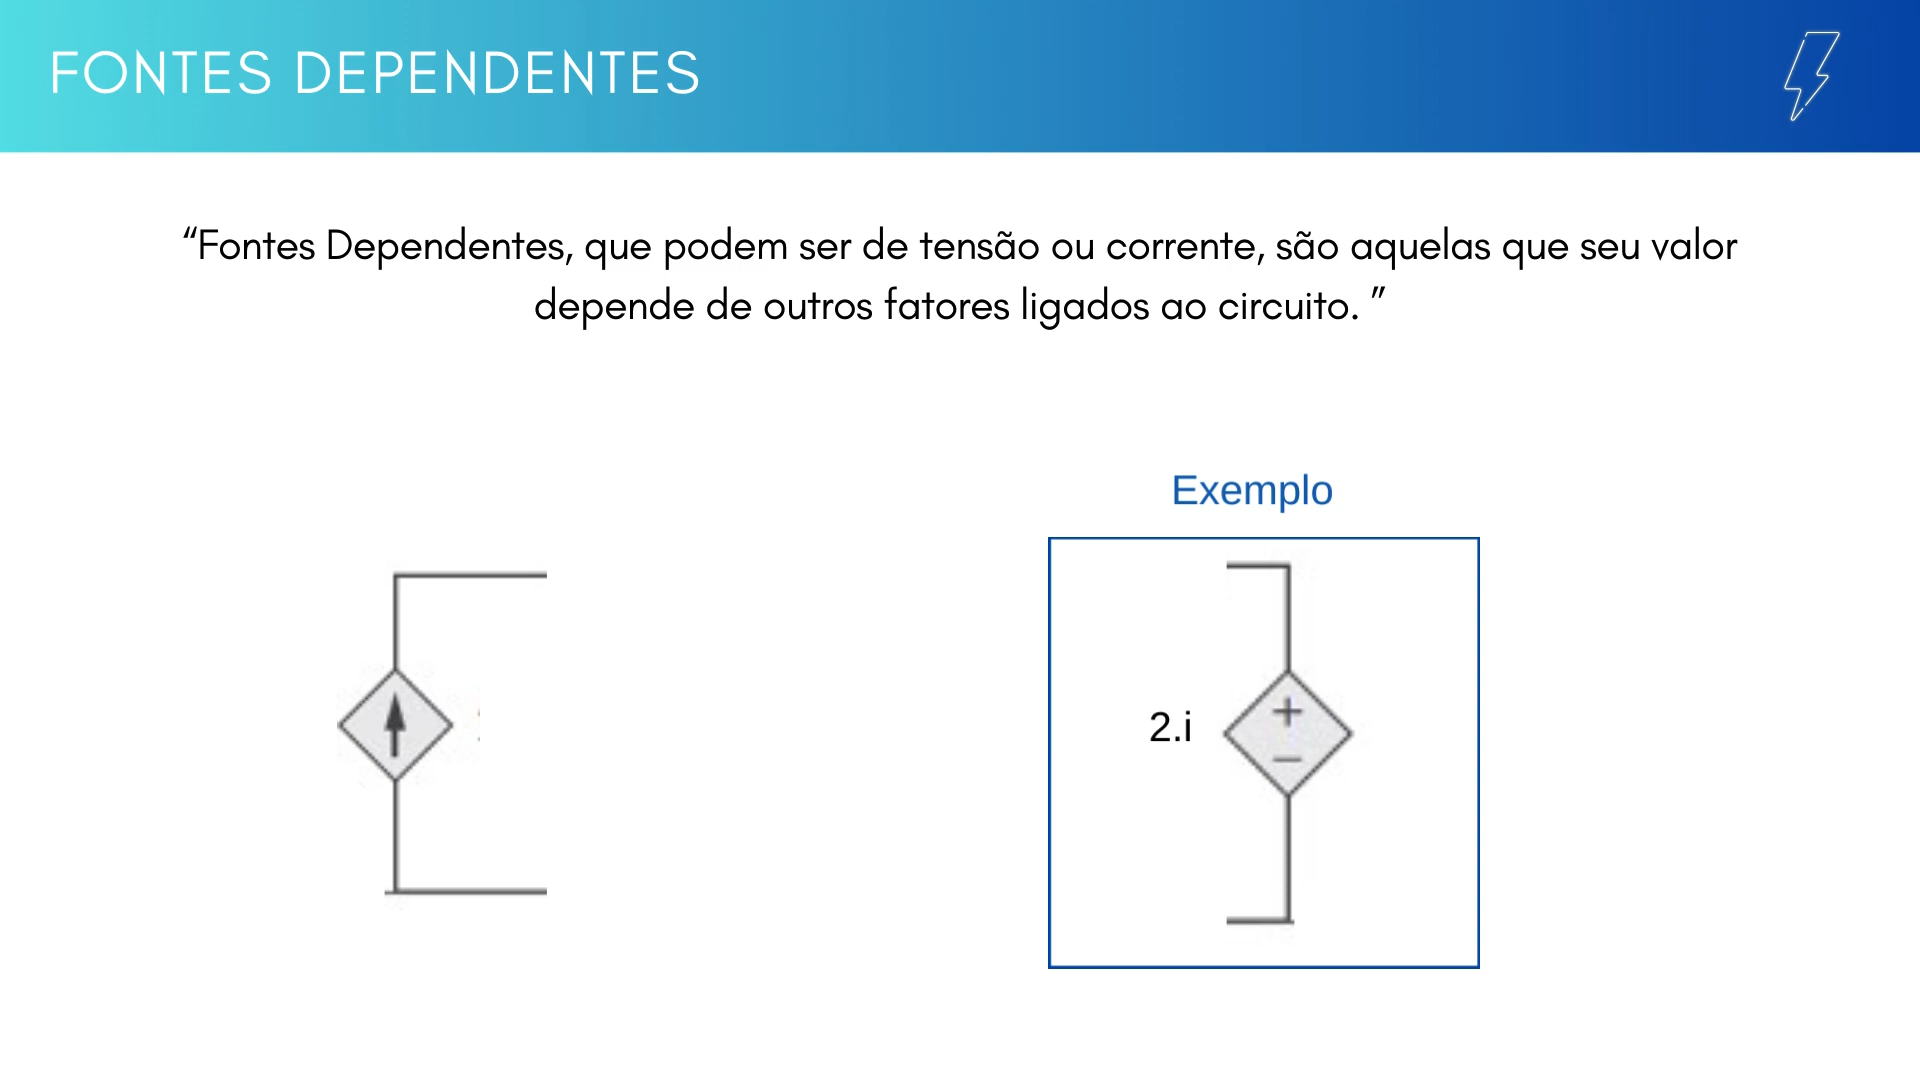 FONTES DEPENDENTES
“Fontes Dependentes, que podem ser de tensão ou corrente, são aquelas que seu valor
depende de outros fatores ligados ao circuito. ”
Exemplo
2.i
+
−